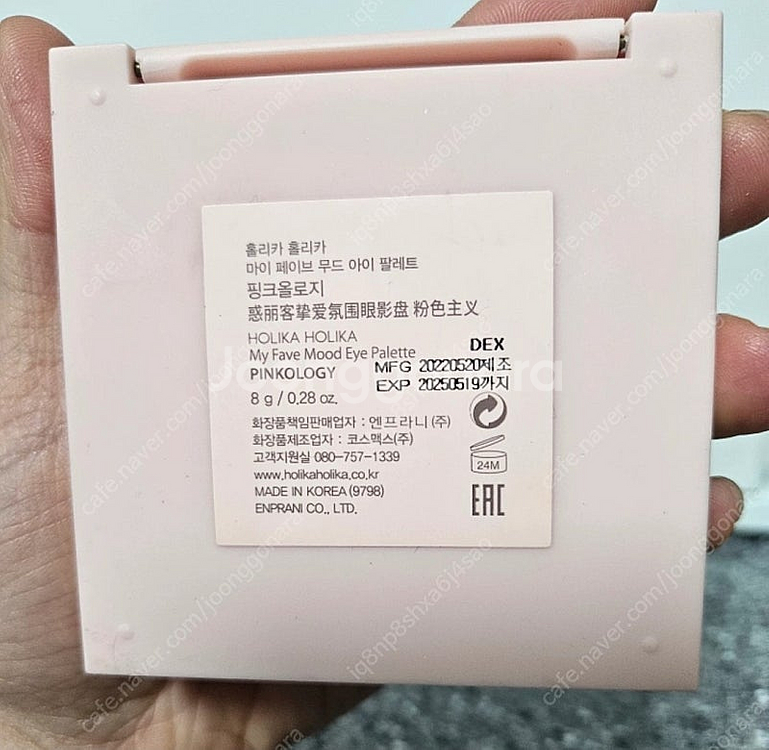 홀리카 홀리카
마이 페이브 무드 아이 팔레트
핑크올로지
惑丽客挚爱氛围眼影盘 粉色主义
HOLIKA HOLIKA
My Fave Mood Eye Palette
PINKOLOGY
8 g / 0.28 oz.
DEX
MFG 20220520제조
EXP 20250519까지
화장품책임판매업자 : 엔프라니 (주)
화장품제조업자 : 코스맥스(주)
고객지원실 080-757-1339
www.holikaholika.co.kr
MADE IN KOREA (9798)
ENPRANI CO., LTD.
24M
EAC
Joonggonara
cafe.naver.com/joonggonara
iq8np8shxa6j4sao